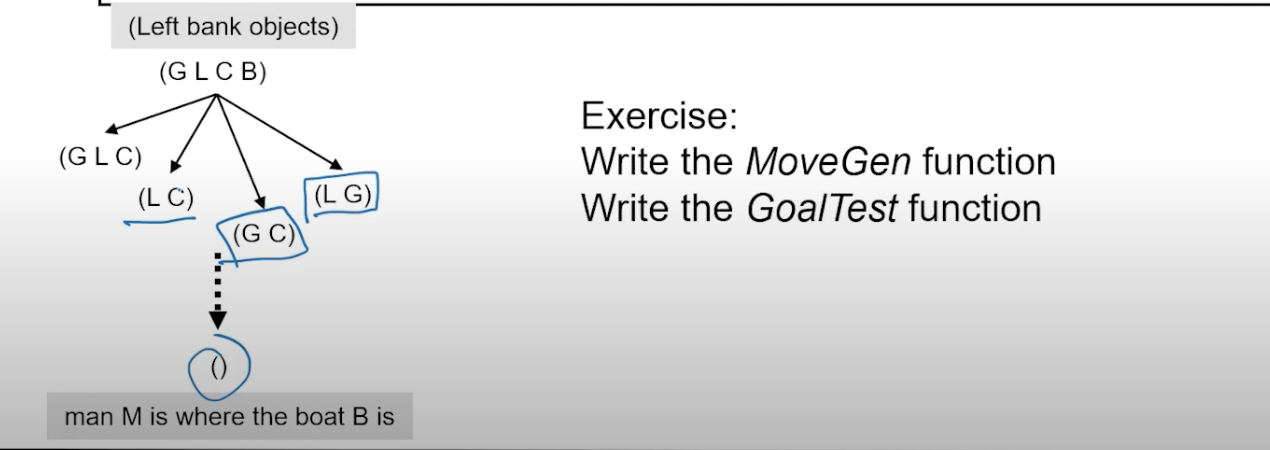 (Left bank objects)
(G L C B)
(G L C)
(L C)
(L G)
(G C)
()
man M is where the boat B is
Exercise:
Write the MoveGen function
Write the GoalTest function